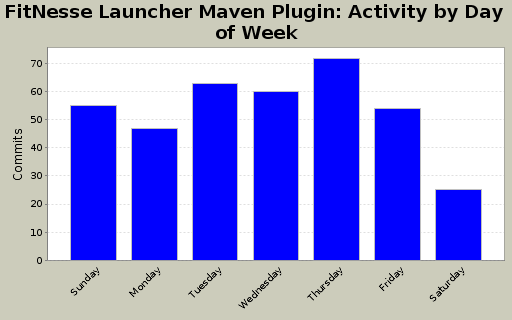 FitNesse Launcher Maven Plugin: Activity by Day
of Week
Commits
70
60
50
40
30
20
10
0
Sunday
Monday
Tuesday
Wednesday
Thursday
Friday
Saturday